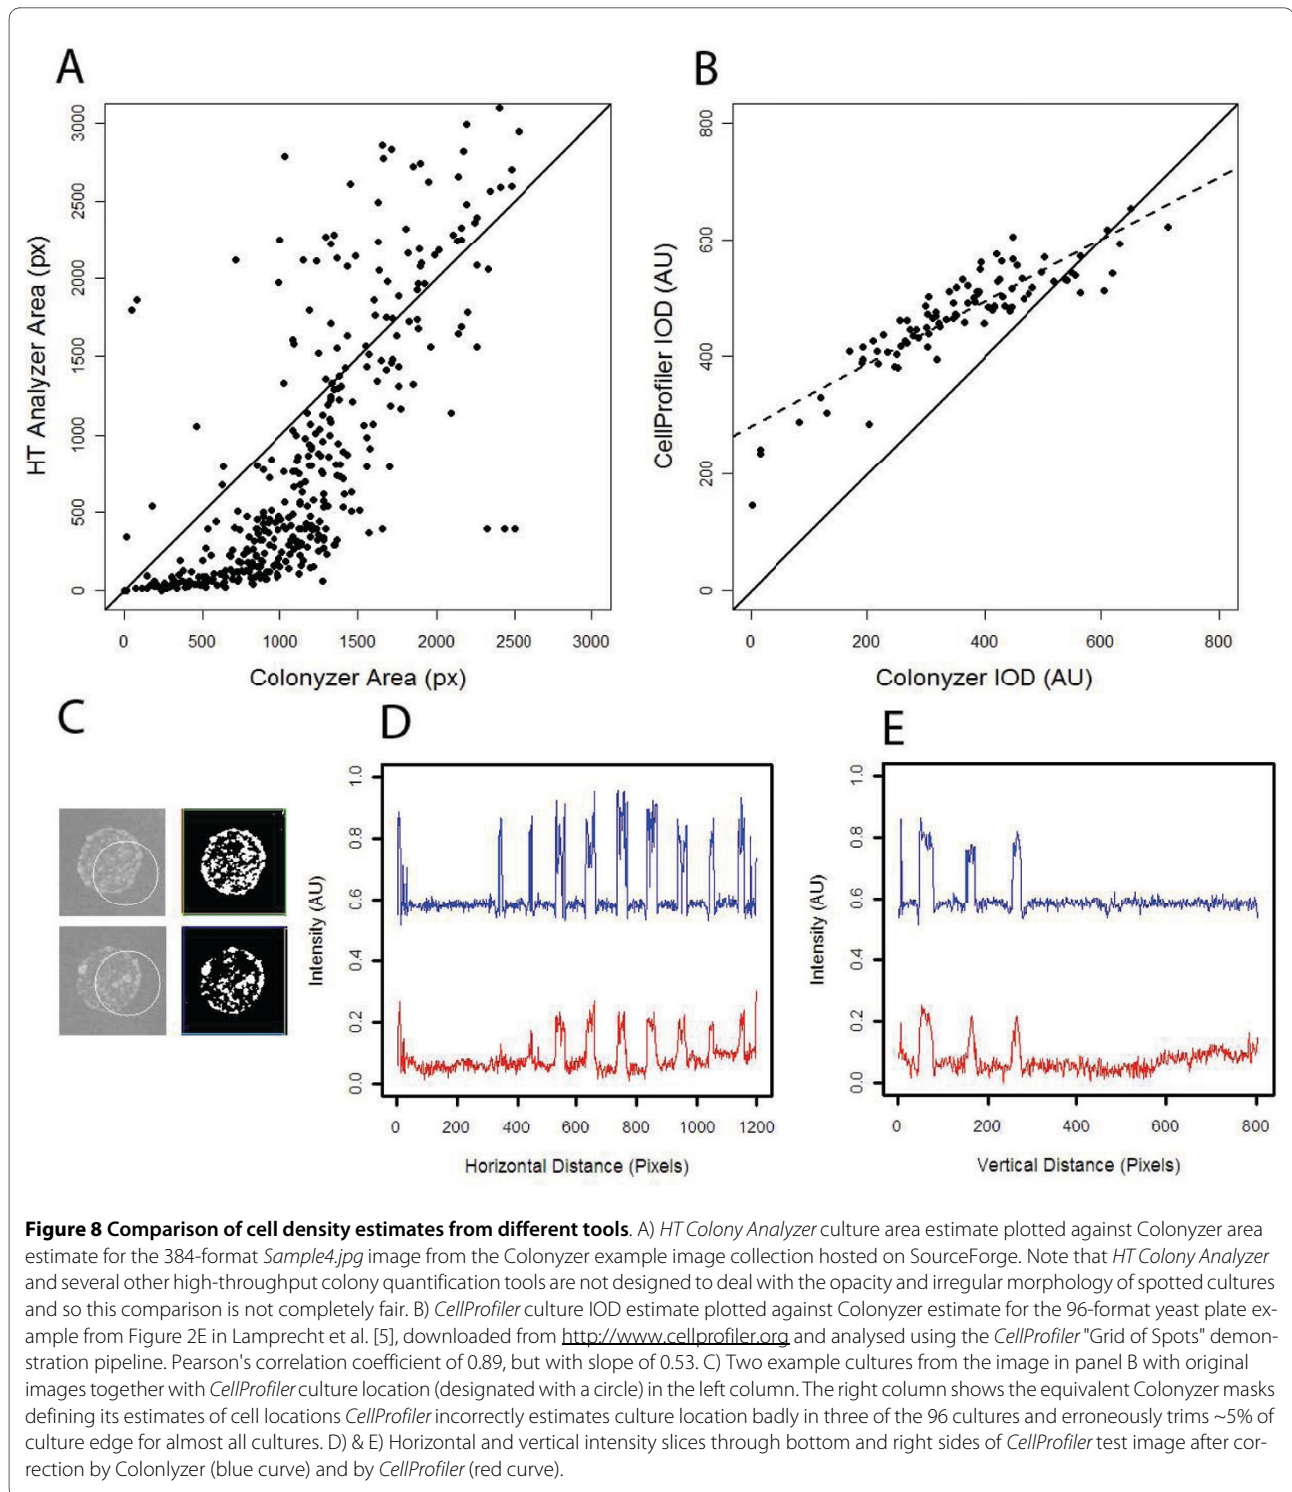 A
B
HT Analyzer Area (px)
3000
2500
2000
1500
1000
500
0
0 500 1000 1500 2000 2500 3000
Colonyzer Area (px)
CellProfiler IOD (AU)
800
600
400
200
0
0 200 400 600 800
Colonyzer IOD (AU)
C
D
E
Intensity (AU)
1.0
0.8
0.6
0.4
0.2
0.0
0 200 400 600 800 1000 1200
Horizontal Distance (Pixels)
Intensity (AU)
1.0
0.8
0.6
0.4
0.2
0.0
0 200 400 600 800
Vertical Distance (Pixels)
Figure 8 Comparison of cell density estimates from different tools. A) HT Colony Analyzer culture area estimate plotted against Colonyzer area
estimate for the 384-format Sample4.jpg image from the Colonyzer example image collection hosted on SourceForge. Note that HT Colony Analyzer
and several other high-throughput colony quantification tools are not designed to deal with the opacity and irregular morphology of spotted cultures
and so this comparison is not completely fair. B) CellProfiler culture IOD estimate plotted against Colonyzer estimate for the 96-format yeast plate ex-
ample from Figure 2E in Lamprecht et al. [5], downloaded from http://www.cellprofiler.org and analysed using the CellProfiler "Grid of Spots" demon-
stration pipeline. Pearson's correlation coefficient of 0.89, but with slope of 0.53. C) Two example cultures from the image in panel B with original
images together with CellProfiler culture location (designated with a circle) in the left column. The right column shows the equivalent Colonyzer masks
defining its estimates of cell locations CellProfiler incorrectly estimates culture location badly in three of the 96 cultures and erroneously trims ~5% of
culture edge for almost all cultures. D) & E) Horizontal and vertical intensity slices through bottom and right sides of CellProfiler test image after cor-
rection by Colonlyzer (blue curve) and by CellProfiler (red curve).